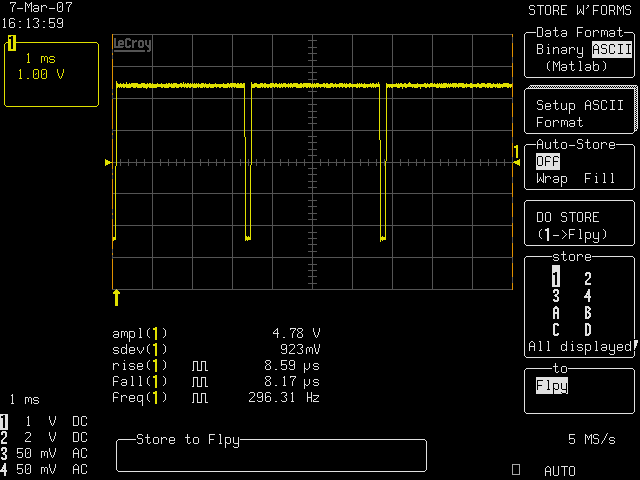 7-Mar-07
16:13:59
1
1 ms
1.00 V
LeCroy
1
ampl(1) 4.78 V
sdev(1) 923mV
rise(1) 8.59 µs
fall(1) 8.17 µs
freq(1) 296.31 Hz
1 ms
1 1 V DC
2 2 V DC
3 50 mV AC
4 50 mV AC
Store to Flpy
STORE W'FORMS
Data Format
Binary ASCII
(Matlab)
Setup ASCII
Format
Auto-Store
Off
Wrap Fill
DO STORE
(1->Flpy)
store
1 2
3 4
A B
C D
All displayed
to
Flpy
5 MS/s
AUTO